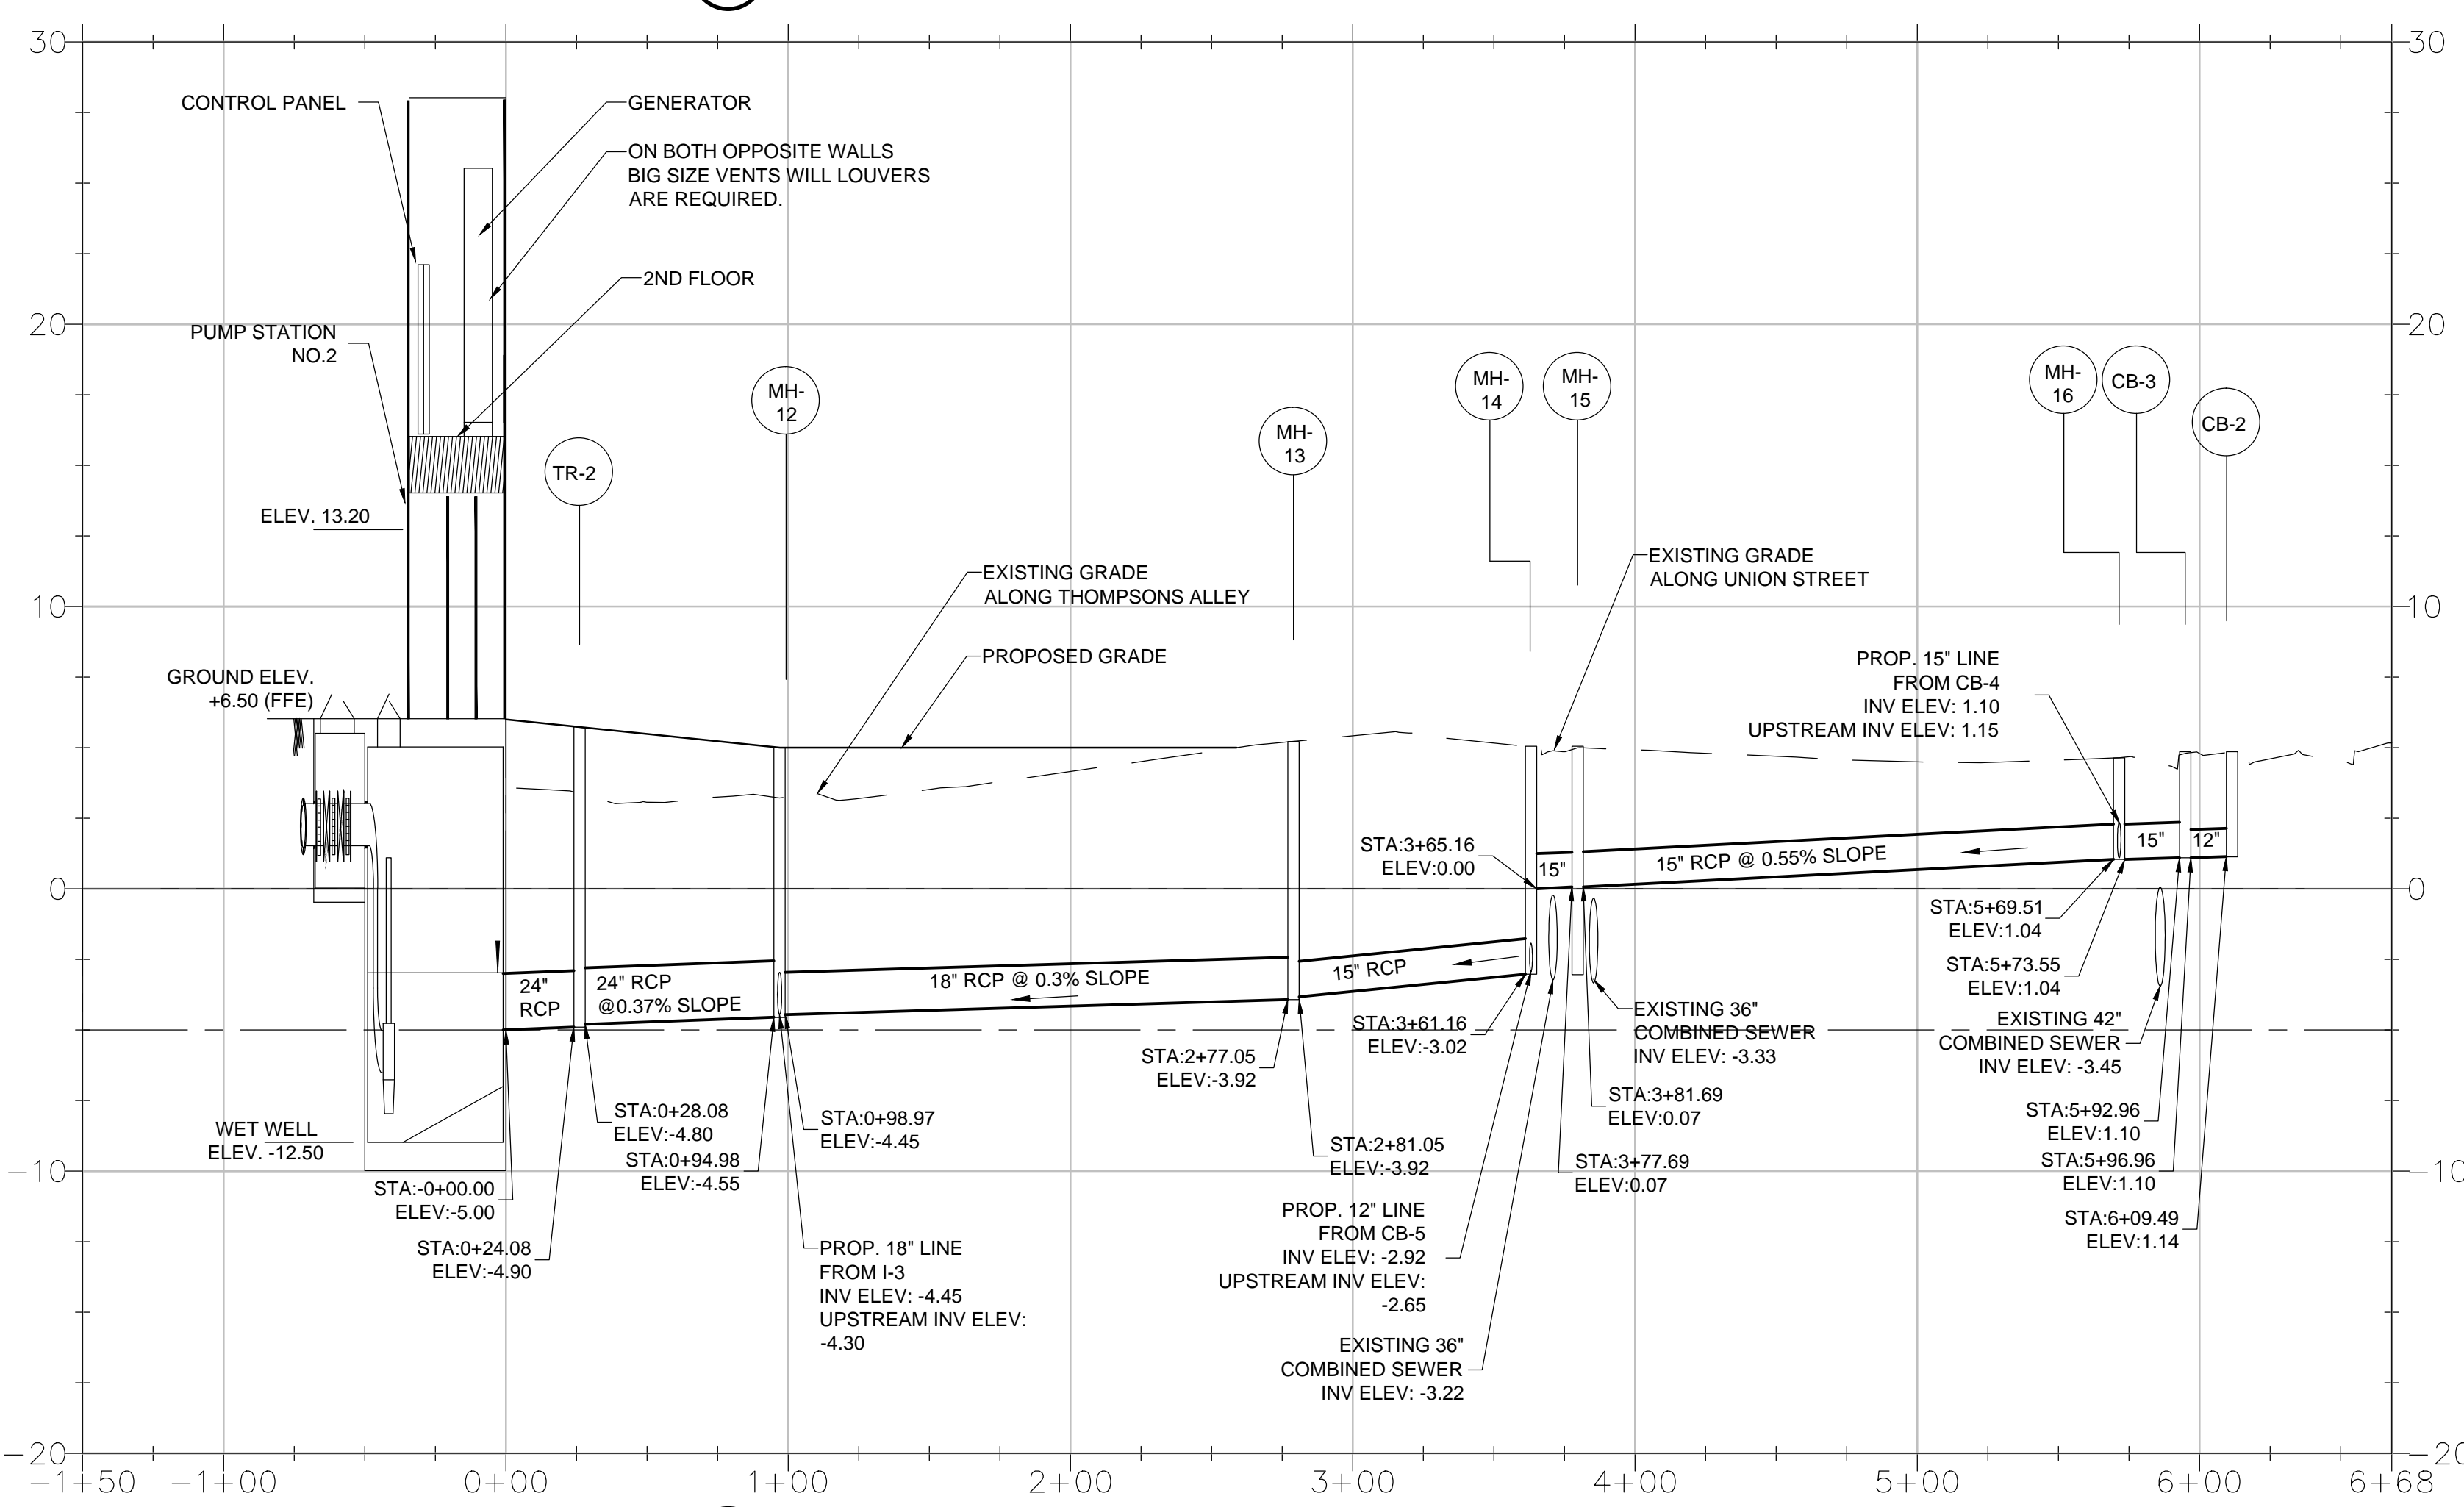 30
30
CONTROL PANEL
GENERATOR
ON BOTH OPPOSITE WALLS
BIG SIZE VENTS WILL LOUVERS
ARE REQUIRED.
2ND FLOOR
20
20
PUMP STATION
NO.2
TR-2
MH-
12
MH-
13
MH-
14
MH-
15
MH-
16
CB-3
CB-2
ELEV. 13.20
EXISTING GRADE
ALONG THOMPSONS ALLEY
EXISTING GRADE
ALONG UNION STREET
10
10
PROPOSED GRADE
GROUND ELEV.
+6.50 (FFE)
PROP. 15" LINE
FROM CB-4
INV ELEV: 1.10
UPSTREAM INV ELEV: 1.15
STA:3+65.16
ELEV:0.00
15"
15" RCP @ 0.55% SLOPE
15"
12"
0
0
24"
RCP
24" RCP
@0.37% SLOPE
18" RCP @ 0.3% SLOPE
15" RCP
STA:5+69.51
ELEV:1.04
STA:5+73.55
ELEV:1.04
STA:3+61.16
ELEV:-3.02
EXISTING 36"
COMBINED SEWER
INV ELEV: -3.33
EXISTING 42"
COMBINED SEWER
INV ELEV: -3.45
STA:2+77.05
ELEV:-3.92
STA:0+28.08
ELEV:-4.80
STA:0+98.97
ELEV:-4.45
STA:3+81.69
ELEV:0.07
STA:5+92.96
ELEV:1.10
WET WELL
ELEV. -12.50
STA:0+94.98
ELEV:-4.55
STA:2+81.05
ELEV:-3.92
STA:3+77.69
ELEV:0.07
STA:5+96.96
ELEV:1.10
-10
-10
STA:-0+00.00
ELEV:-5.00
STA:0+24.08
ELEV:-4.90
PROP. 18" LINE
FROM I-3
INV ELEV: -4.45
UPSTREAM INV ELEV:
-4.30
PROP. 12" LINE
FROM CB-5
INV ELEV: -2.92
UPSTREAM INV ELEV:
-2.65
STA:6+09.49
ELEV:1.14
EXISTING 36"
COMBINED SEWER
INV ELEV: -3.22
-20
-20
-1+50
-1+00
0+00
1+00
2+00
3+00
4+00
5+00
6+00
6+68